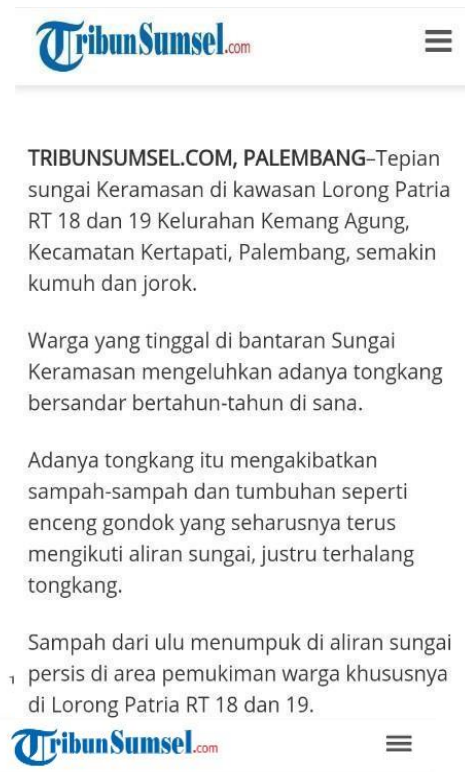 TribunSumsel.com
TRIBUNSUMSEL.COM, PALEMBANG–Tepian
sungai Keramasan di kawasan Lorong Patria
RT 18 dan 19 Kelurahan Kemang Agung,
Kecamatan Kertapati, Palembang, semakin
kumuh dan jorok.
Warga yang tinggal di bantaran Sungai
Keramasan mengeluhkan adanya tongkang
bersandar bertahun-tahun di sana.
Adanya tongkang itu mengakibatkan
sampah-sampah dan tumbuhan seperti
enceng gondok yang seharusnya terus
mengikuti aliran sungai, justru terhalang
tongkang.
Sampah dari ulu menumpuk di aliran sungai
persis di area pemukiman warga khususnya
di Lorong Patria RT 18 dan 19.
TribunSumsel.com